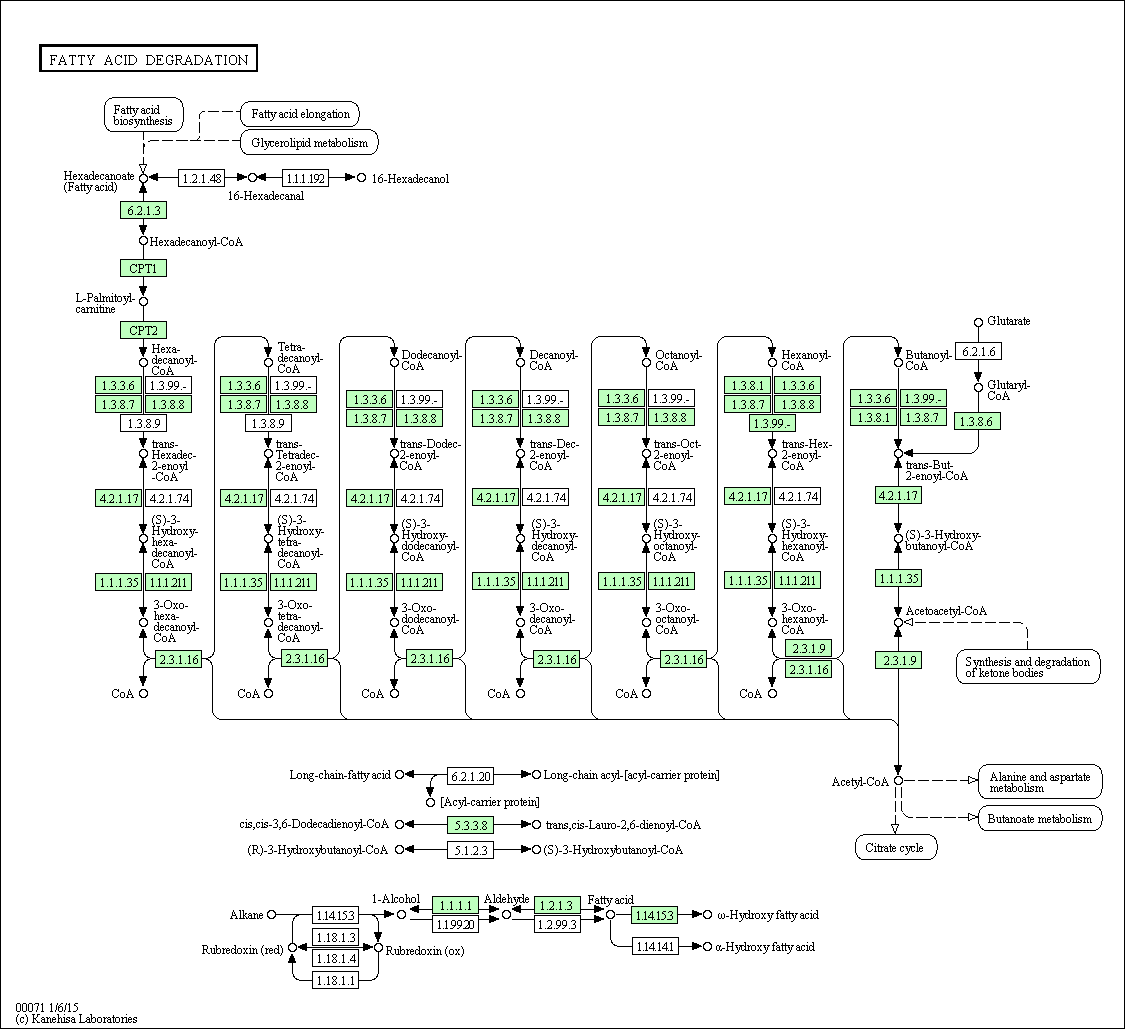 FATTY ACID DEGRADATION
Fatty acid
biosynthesis
Fatty acid elongation
Glycerolipid metabolism
Hexadecanoate
(Fatty acid)
1.2.1.48
16-Hexadecanal
1.1.1.192
16-Hexadecanol
6.2.1.3
Hexadecanoyl-CoA
CPT1
L-Palmitoyl-
carnitine
CPT2
Hexa-
decanoyl-
CoA
1.3.3.6
1.3.99.-
1.3.8.7
1.3.8.8
1.3.8.9
trans-
Hexadec-
2-enoyl
-CoA
4.2.1.17
4.2.1.74
(S)-3-
Hydroxy-
hexa-
decanoyl-
CoA
1.1.1.35
1.1.1.211
3-Oxo-
hexa-
decanoyl-
CoA
2.3.1.16
CoA
Tetra-
decanoyl-
CoA
1.3.3.6
1.3.99.-
1.3.8.7
1.3.8.8
1.3.8.9
trans-
Tetradec-
2-enoyl-
CoA
4.2.1.17
4.2.1.74
(S)-3-
Hydroxy-
tetra-
decanoyl-
CoA
1.1.1.35
1.1.1.211
3-Oxo-
tetra-
decanoyl-
CoA
2.3.1.16
CoA
Dodecanoyl-
CoA
1.3.3.6
1.3.99.-
1.3.8.7
1.3.8.8
trans-Dodec-
2-enoyl-
CoA
4.2.1.17
4.2.1.74
(S)-3-
Hydroxy-
dodecanoyl-
CoA
1.1.1.35
1.1.1.211
3-Oxo-
dodecanoyl-
CoA
2.3.1.16
CoA
Decanoyl-
CoA
1.3.3.6
1.3.99.-
1.3.8.7
1.3.8.8
trans-Dec-
2-enoyl-
CoA
4.2.1.17
4.2.1.74
(S)-3-
Hydroxy-
decanoyl-
CoA
1.1.1.35
1.1.1.211
3-Oxo-
decanoyl-
CoA
2.3.1.16
CoA
Octanoyl-
CoA
1.3.3.6
1.3.99.-
1.3.8.7
1.3.8.8
trans-Oct-
2-enoyl-
CoA
4.2.1.17
4.2.1.74
(S)-3-
Hydroxy-
octanoyl-
CoA
1.1.1.35
1.1.1.211
3-Oxo-
octanoyl-
CoA
2.3.1.16
CoA
Hexanoyl-
CoA
1.3.8.1
1.3.3.6
1.3.8.7
1.3.8.8
1.3.99.-
trans-Hex-
2-enoyl-
CoA
4.2.1.17
4.2.1.74
(S)-3-
Hydroxy-
hexanoyl-
CoA
1.1.1.35
1.1.1.211
3-Oxo-
hexanoyl-
CoA
2.3.1.9
2.3.1.16
CoA
Butanoyl-
CoA
1.3.3.6
1.3.99.-
1.3.8.1
1.3.8.7
Glutarate
6.2.1.6
Glutaryl-
CoA
1.3.8.6
trans-But-
2-enoyl-CoA
4.2.1.17
(S)-3-Hydroxy-
butanoyl-CoA
1.1.1.35
Acetoacetyl-CoA
2.3.1.9
Synthesis and degradation
of ketone bodies
Acetyl-CoA
Alanine and aspartate
metabolism
Butanoate metabolism
Citrate cycle
Long-chain-fatty acid
6.2.1.20
Long-chain acyl-[acyl-carrier protein]
[Acyl-carrier protein]
cis,cis-3,6-Dodecadienoyl-CoA
5.3.3.8
trans,cis-Lauro-2,6-dienoyl-CoA
(R)-3-Hydroxybutanoyl-CoA
5.1.2.3
(S)-3-Hydroxybutanoyl-CoA
Alkane
1.14.15.3
1-Alcohol
1.1.1.1
1.1.99.20
Aldehyde
1.2.1.3
1.2.99.3
Fatty acid
1.14.15.3
ω-Hydroxy fatty acid
1.14.14.1
α-Hydroxy fatty acid
Rubredoxin (red)
1.18.1.3
1.18.1.4
1.18.1.1
Rubredoxin (ox)
00071 1/6/15
(c) Kanehisa Laboratories